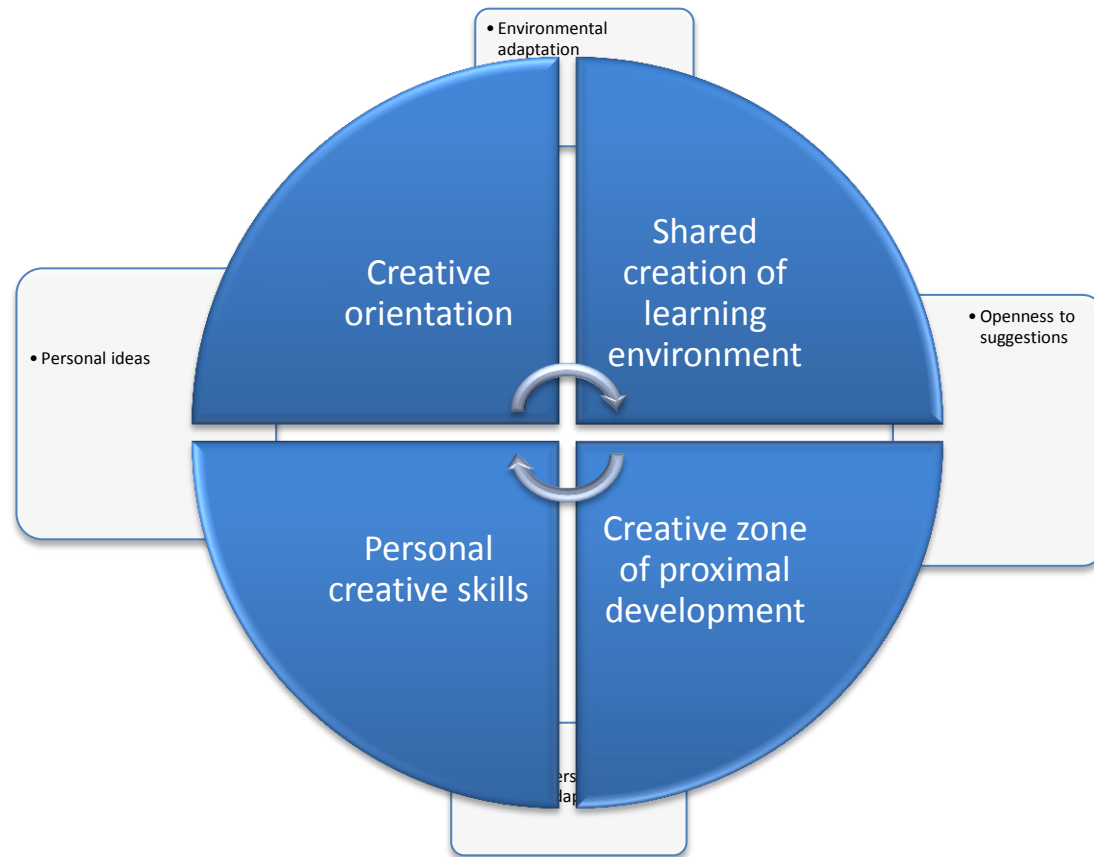 • Environmental
adaptation
Creative
orientation
Shared
creation of
learning
environment
• Personal ideas
• Openness to
suggestions
Personal
creative skills
Creative zone
of proximal
development